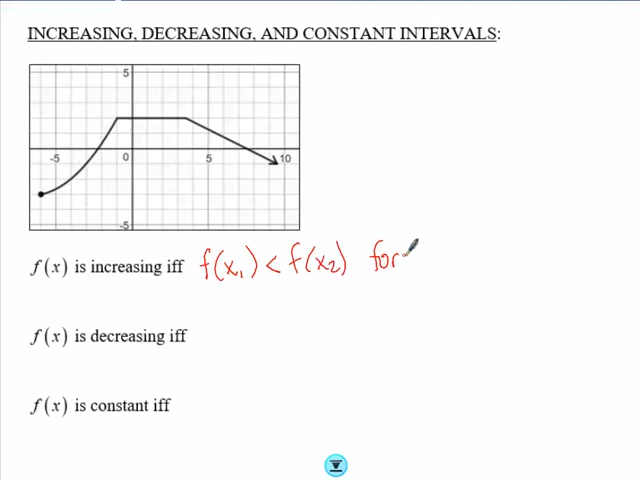 INCREASING, DECREASING, AND CONSTANT INTERVALS:
5
-5 0 5 10
-5
f(x) is increasing iff f(x₁) < f(x₂) for
f(x) is decreasing iff
f(x) is constant iff